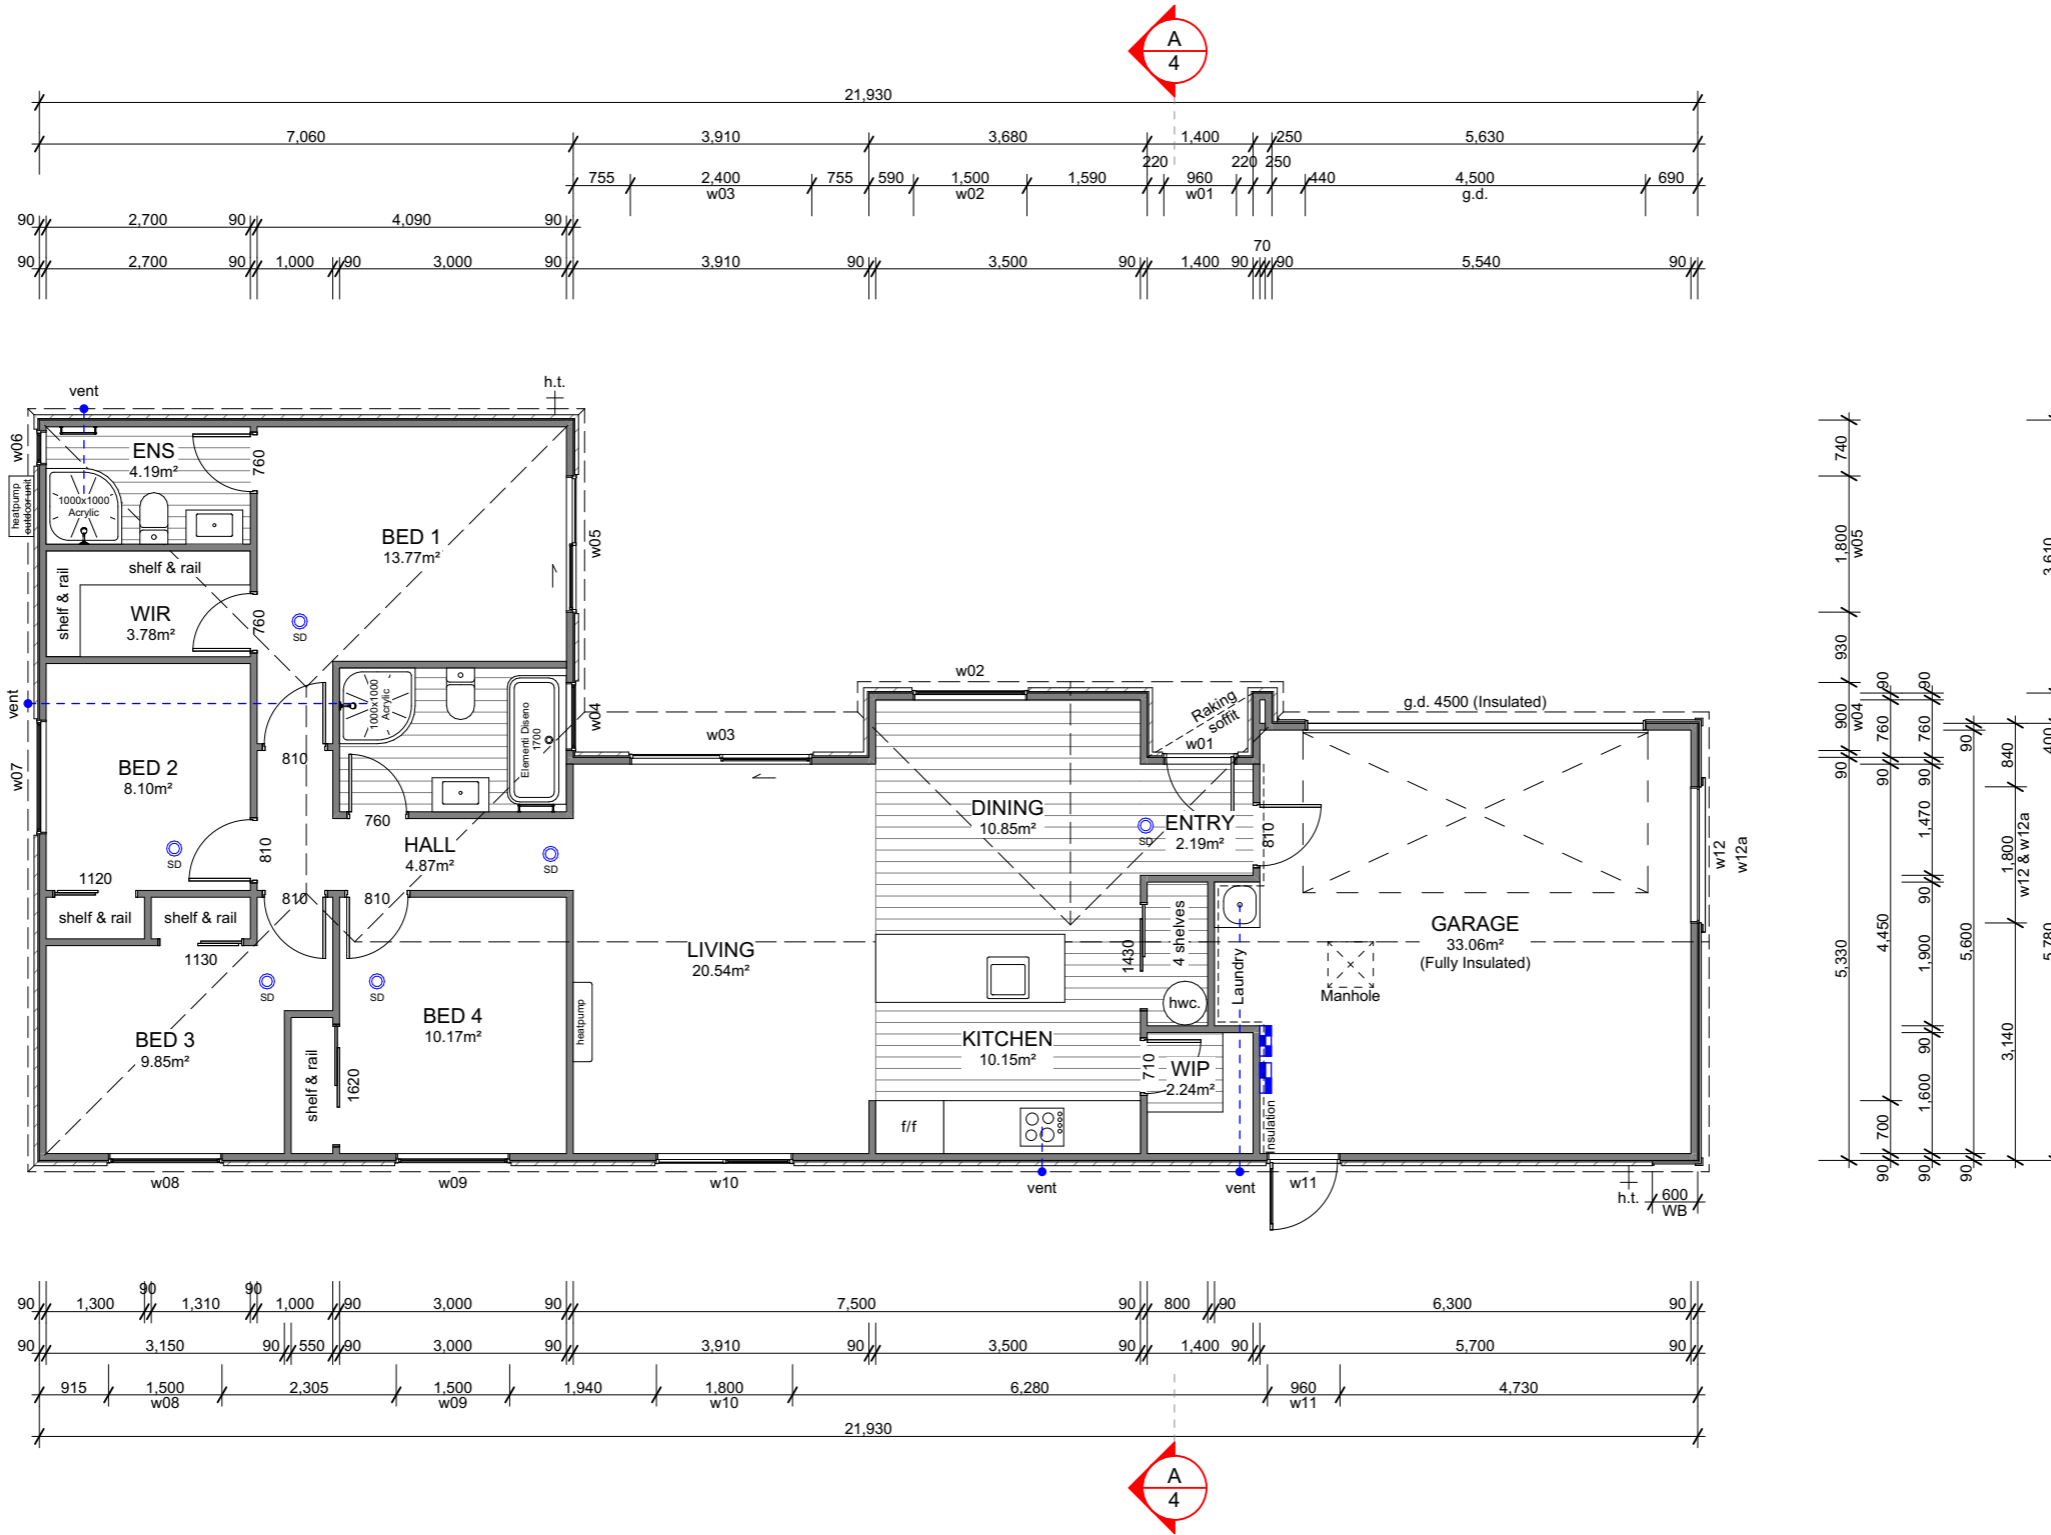 A
4
21,930
7,060
3,910
3,680
1,400
250
5,630
220
220
250
755
2,400
755
590
1,500
1,590
960
440
4,500
690
w03
w02
w01
g.d.
90
2,700
90
4,090
90
70
90
2,700
90
1,000
90
3,000
90
3,910
90
3,500
90
1,400
90
90
5,540
90
vent
h.t.
w06
ENS
4.19m²
760
heatpump
outdoor unit
1000x1000
Acrylic
BED 1
13.77m²
w05
shelf & rail
shelf & rail
WIR
3.78m²
760
SD
vent
1000x1000
Acrylic
Elementi Diseno
1700
w04
w02
Raking
soffit
g.d. 4500 (Insulated)
w03
w01
w07
BED 2
8.10m²
810
810
SD
760
HALL
4.87m²
SD
DINING
10.85m²
SD
ENTRY
2.19m²
810
w12
w12a
1120
810
810
shelf & rail
shelf & rail
1130
SD
SD
LIVING
20.54m²
1430
4 shelves
Laundry
GARAGE
33.06m²
(Fully Insulated)
Manhole
hwc.
BED 3
9.85m²
BED 4
10.17m²
heatpump
shelf & rail
1620
KITCHEN
10.15m²
710
WIP
2.24m²
f/f
w08
w09
w10
vent
vent
w11
h.t.
600
WB
740
1,800
w05
930
900
w04
90
5,330
90
760
90
4,450
700
90
90
760
90
1,470
90
1,900
90
1,600
90
90
5,600
90
840
1,800
w12 & w12a
3,140
3,610
400
5,780
90
1,300
90
1,310
90
1,000
90
3,000
90
7,500
90
800
90
6,300
90
90
3,150
90
550
90
3,000
90
3,910
90
3,500
90
1,400
90
5,700
90
915
1,500
2,305
1,500
1,940
1,800
6,280
960
4,730
w08
w09
w10
w11
21,930
A
4